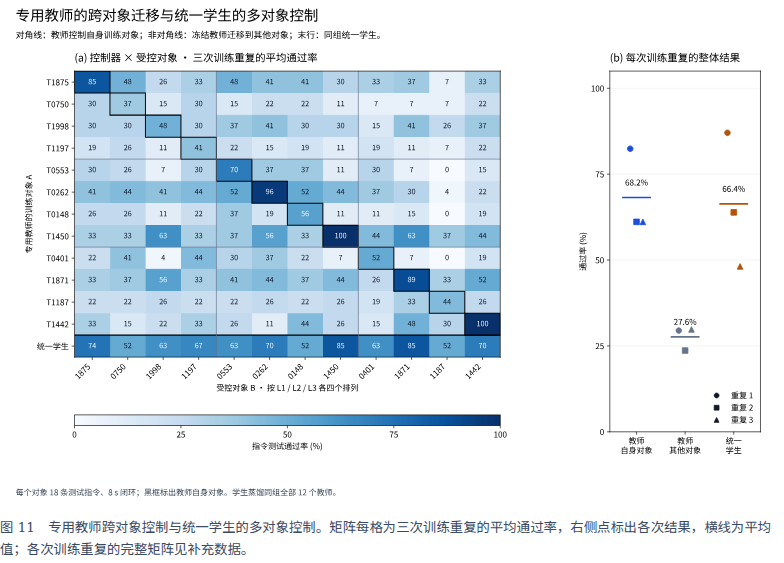 专用教师的跨对象迁移与统一学生的多对象控制
对角线：教师控制自身训练对象；非对角线：冻结教师迁移到其他对象；末行：同组统一学生。
(a) 控制器 × 受控对象 · 三次训练重复的平均通过率
专用教师的训练对象 A
T1875 85 48 26 33 48 41 41 30 33 37 7 33
T0750 30 37 15 30 15 22 22 11 7 7 7 22
T1998 30 30 48 30 37 41 30 30 15 41 26 37
T1197 19 26 11 41 22 15 19 11 19 11 7 22
T0553 30 26 7 30 70 37 37 11 30 7 0 15
T0262 41 44 41 44 52 96 52 44 37 30 4 22
T0148 26 26 11 22 37 19 56 11 11 15 0 19
T1450 33 33 63 33 37 56 33 100 44 63 37 44
T0401 22 41 4 44 30 37 22 7 52 7 0 19
T1871 33 37 56 33 41 44 37 44 26 89 33 52
T1187 22 22 26 22 22 26 22 26 19 33 44 26
T1442 33 15 22 33 26 11 44 26 15 48 30 100
统一学生 74 52 63 67 63 70 52 85 63 85 52 70
1875 0750 1998 1197 0553 0262 0148 1450 0401 1871 1187 1442
受控对象 B · 按 L1 / L2 / L3 各四个排列
0 25 50 75 100
指令测试通过率 (%)
(b) 每次训练重复的整体结果
通过率 (%)
100
75
50
25
0
68.2%
27.6%
66.4%
重复 1
重复 2
重复 3
教师 教师 统一
自身对象 其他对象 学生
每个对象 18 条测试指令、8 s 闭环；黑框标出教师自身对象。学生蒸馏同组全部 12 个教师。
图 11 专用教师跨对象控制与统一学生的多对象控制。矩阵每格为三次训练重复的平均通过率，右侧点标出各次结果，横线为平均
值；各次训练重复的完整矩阵见补充数据。